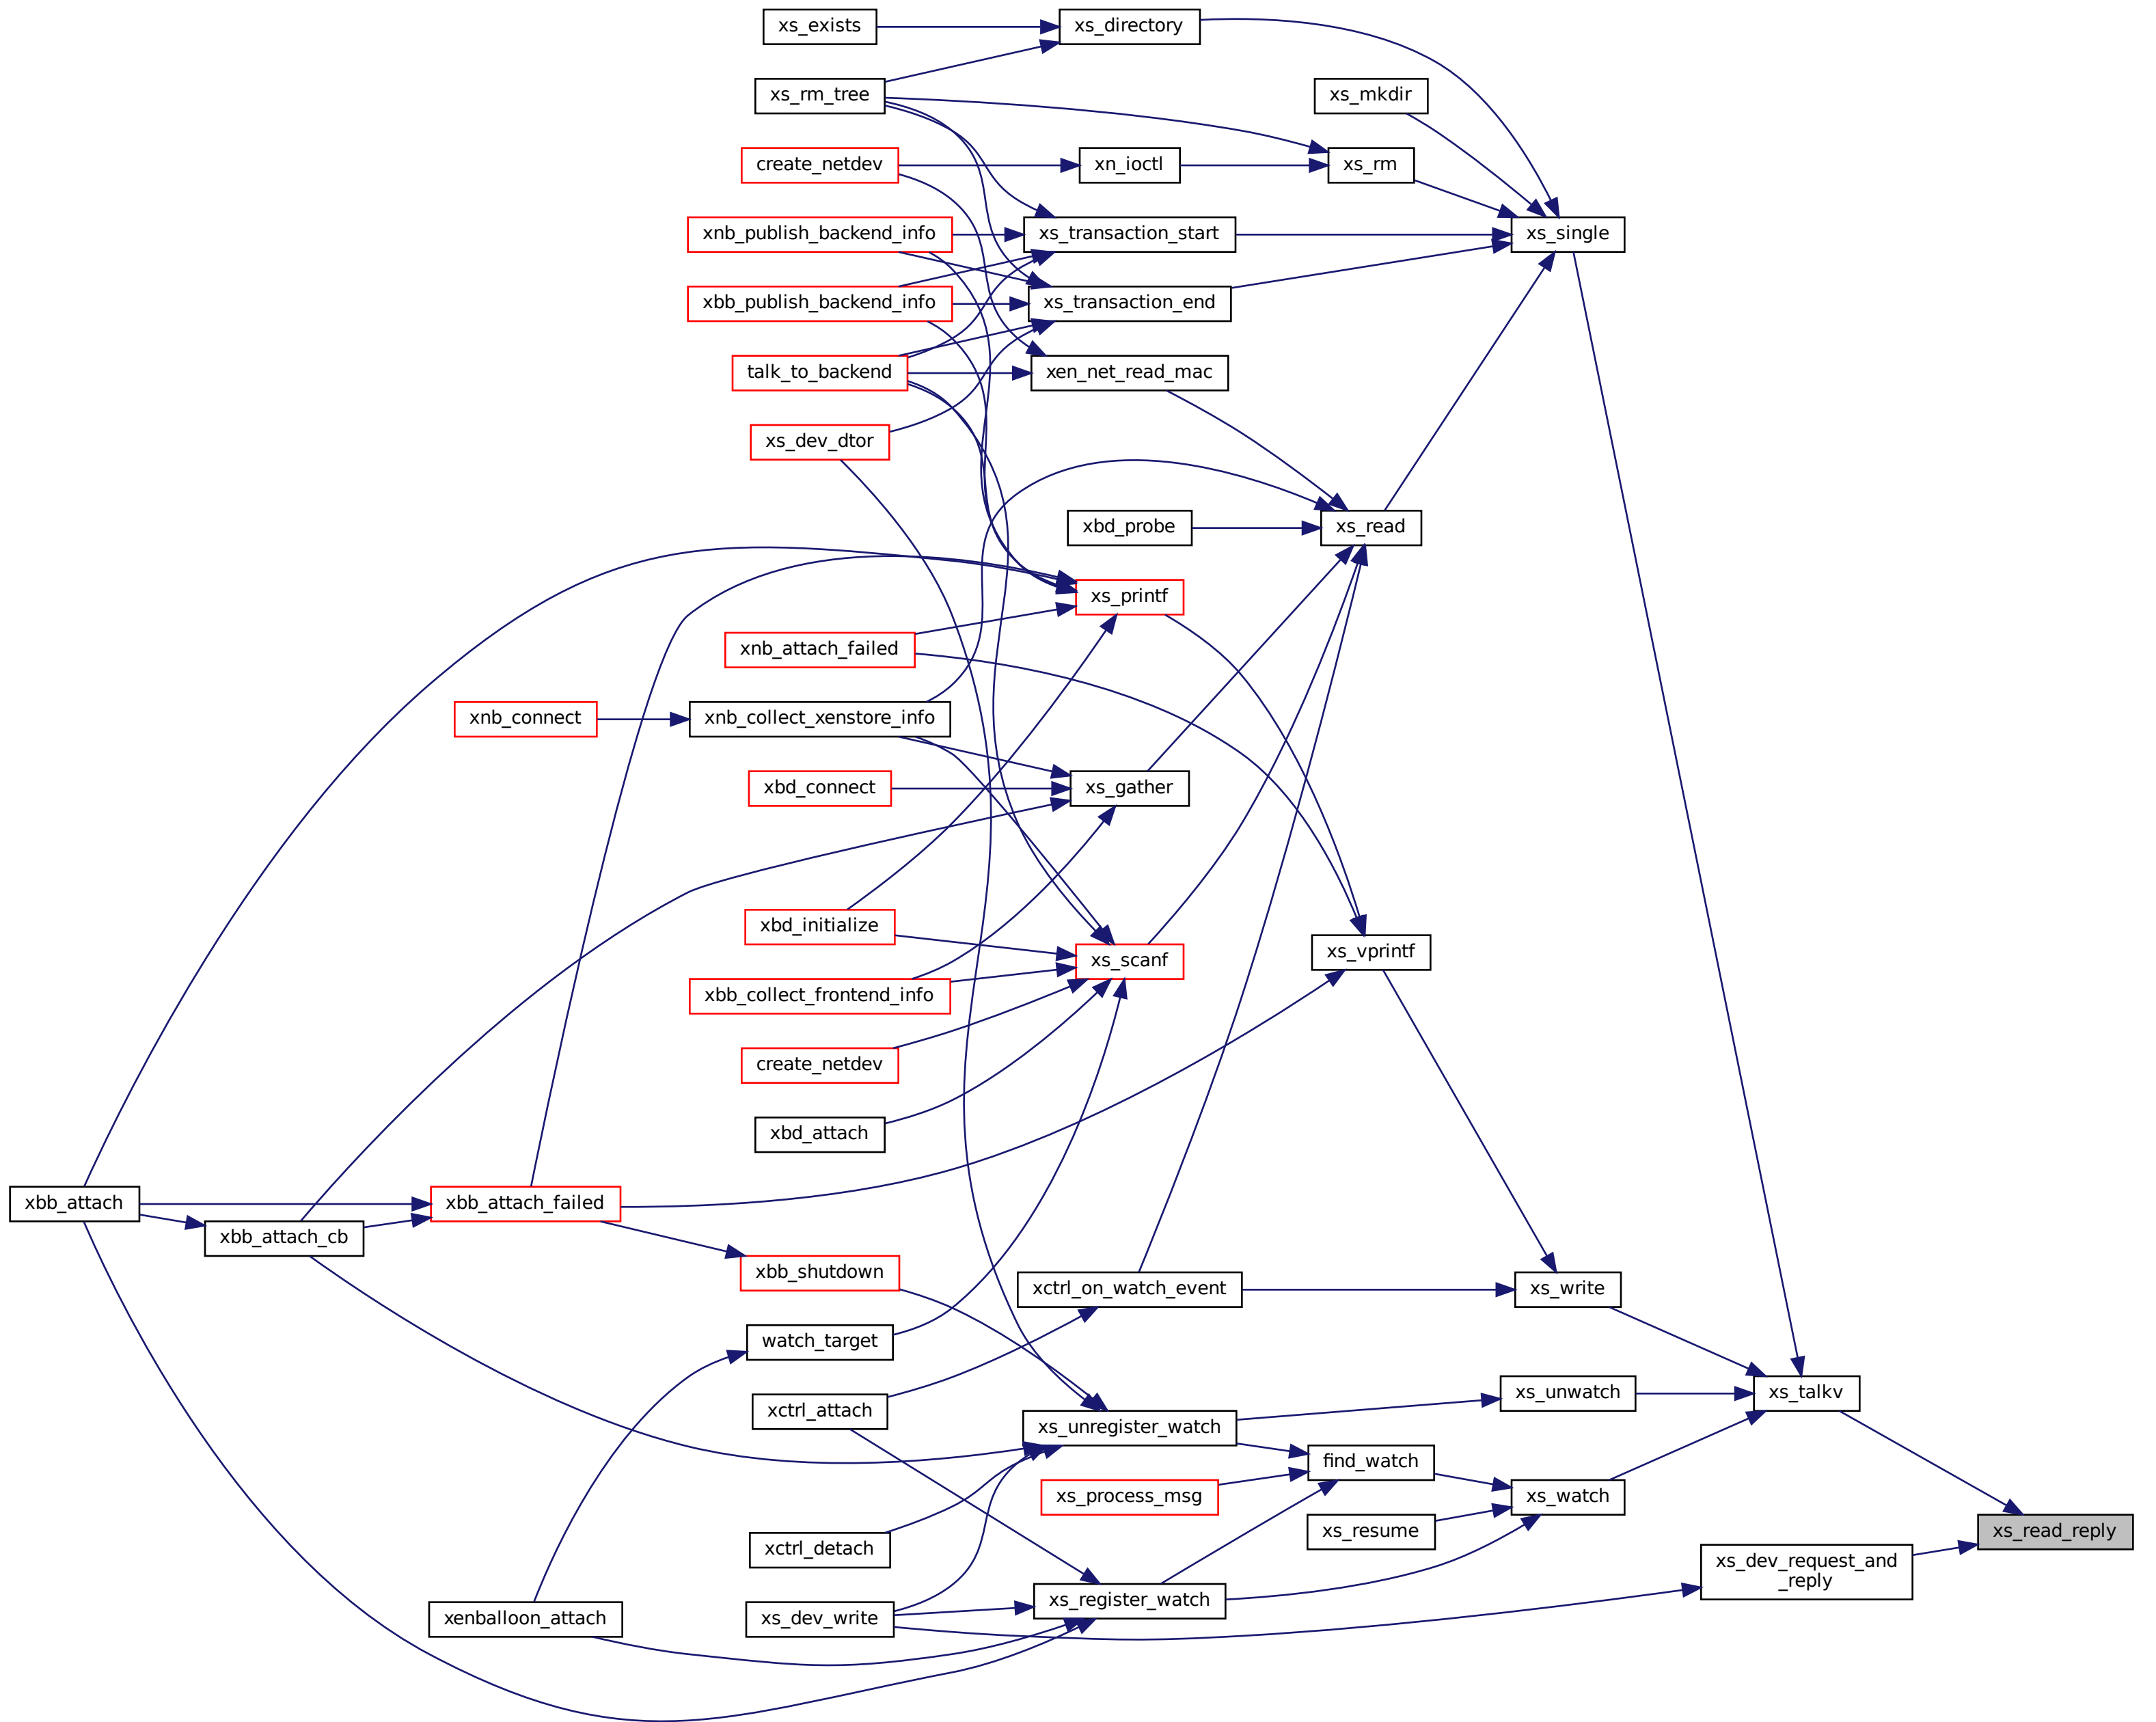 xs_exists
xs_directory
xs_rm_tree
xs_mkdir
create_netdev
xn_ioctl
xs_rm
xnb_publish_backend_info
xs_transaction_start
xs_single
xbb_publish_backend_info
xs_transaction_end
talk_to_backend
xen_net_read_mac
xs_dev_dtor
xbd_probe
xs_read
xs_printf
xnb_attach_failed
xnb_connect
xnb_collect_xenstore_info
xbd_connect
xs_gather
xbd_initialize
xs_vprintf
xs_scanf
xbb_collect_frontend_info
create_netdev
xbd_attach
xbb_attach
xbb_attach_failed
xbb_attach_cb
xbb_shutdown
xctrl_on_watch_event
xs_write
watch_target
xs_unwatch
xs_talkv
xctrl_attach
xs_unregister_watch
find_watch
xs_process_msg
xs_watch
xs_resume
xs_read_reply
xctrl_detach
xs_dev_request_and
_reply
xs_register_watch
xenballoon_attach
xs_dev_write